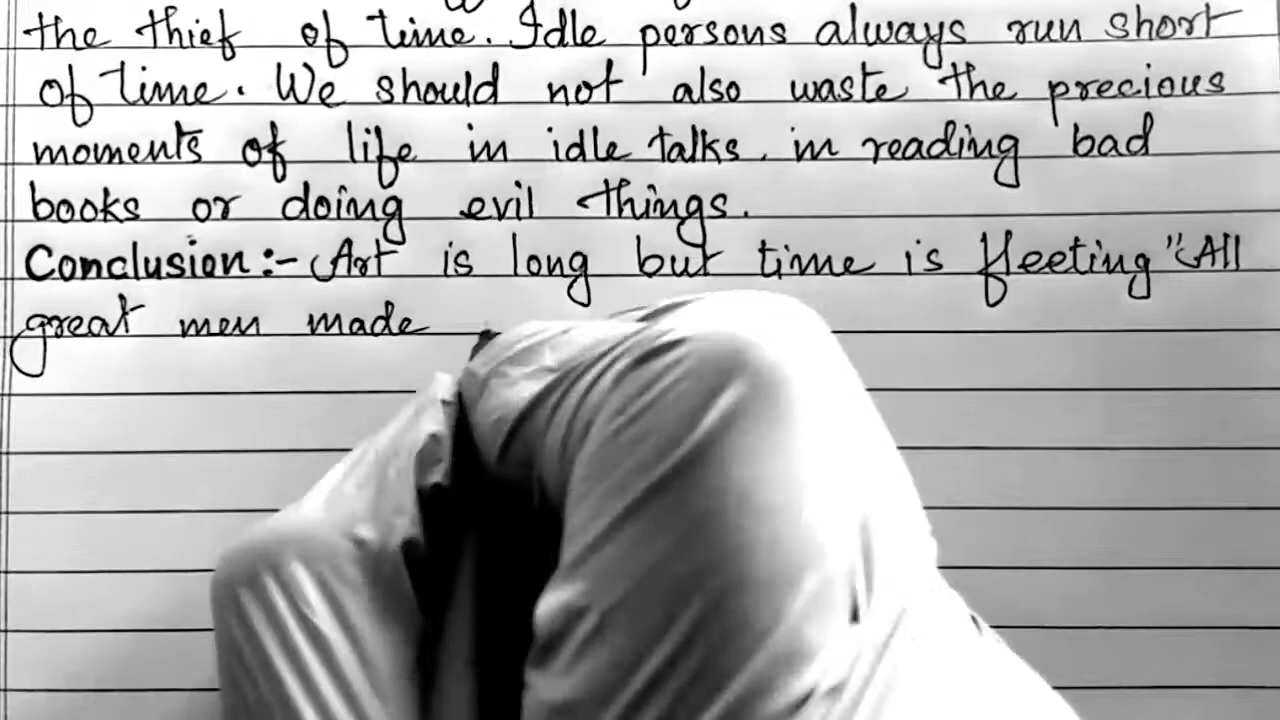 the thief of time. Idle persons always run short
of time. We should not also waste the precious
moments of life in idle talks. in reading bad
books or doing evil things.
Conclusion:- Art is long but time is fleeting "All
great men made